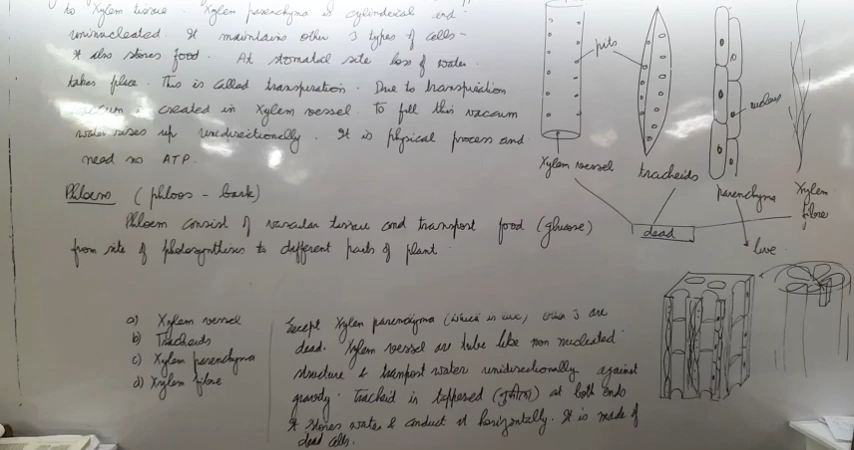 to Xylem tissue. Xylem parenchyma is cylinderical and
uninucleated. It maintains other 3 types of cells-
It also stores food. At stomatal site loss of water
takes place. This is called transpiration. Due to transpiration
is created in Xylem vessel. To fill this vacuum
water rises up unidirectionally. It is physical process and
need no ATP.
Phloem (phloos - bark)
Phloem consist of vascular tissue and transport food (glucose)
from site of photosynthesis to different parts of plant.
a) Xylem vessel
b) Tracheids
c) Xylem parenchyma
d) Xylem fibre
Except Xylem parenchyma (which is live) other 3 are
dead. Xylem vessel are tube like non nucleated
structure & transport water unidirectionally against
gravity. Tracheid is tappered (नुकीला) at both ends
It stores water & conduct it horizontally. It is made of
dead cells.
pits
nucleus
Xylem vessel
tracheids
parenchyma
Xylem
fibre
dead
live